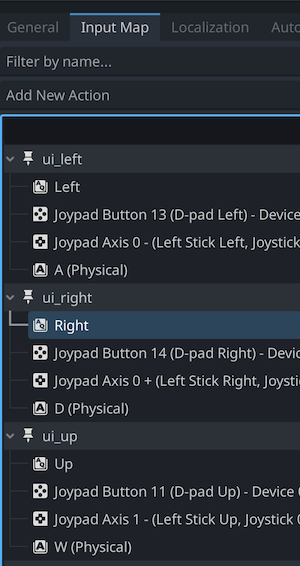 General Input Map Localization Auto
Filter by name...
Add New Action
ui_left
Left
Joypad Button 13 (D-pad Left) - Device
Joypad Axis 0 - (Left Stick Left, Joystick
A (Physical)
ui_right
Right
Joypad Button 14 (D-pad Right) - Devic
Joypad Axis 0 + (Left Stick Right, Joysti
D (Physical)
ui_up
Up
Joypad Button 11 (D-pad Up) - Device
Joypad Axis 1 - (Left Stick Up, Joystick 0
W (Physical)